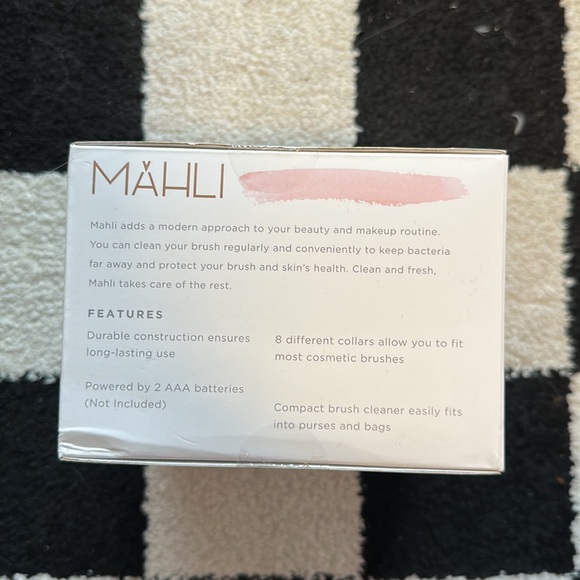 MAHLI
Mahli adds a modern approach to your beauty and makeup routine.
You can clean your brush regularly and conveniently to keep bacteria
far away and protect your brush and skin's health. Clean and fresh,
Mahli takes care of the rest.
FEATURES
Durable construction ensures
long-lasting use
8 different collars allow you to fit
most cosmetic brushes
Powered by 2 AAA batteries
(Not Included)
Compact brush cleaner easily fits
into purses and bags